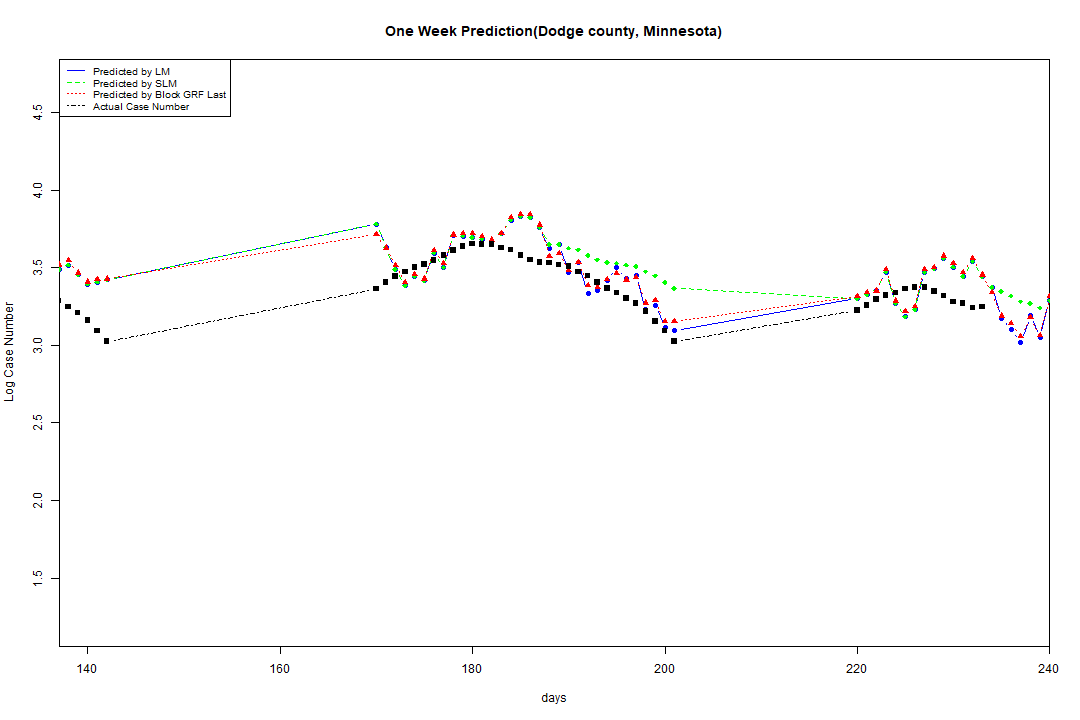 One Week Prediction(Dodge county, Minnesota)
Predicted by LM
Predicted by SLM
Predicted by Block GRF Last
Actual Case Number
4.5
4.0
3.5
3.0
2.5
2.0
1.5
Log Case Number
140 160 180 200 220 240
days